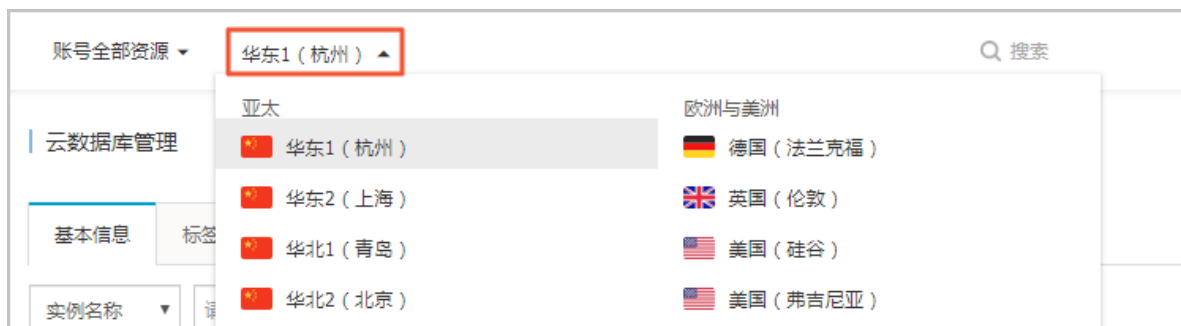 账号全部资源
华东1（杭州）
搜索
亚太
欧洲与美洲
云数据库管理
华东1（杭州）
德国（法兰克福）
华东2（上海）
英国（伦敦）
基本信息
标签
华北1（青岛）
美国（硅谷）
实例名称
请
华北2（北京）
美国（弗吉尼亚）